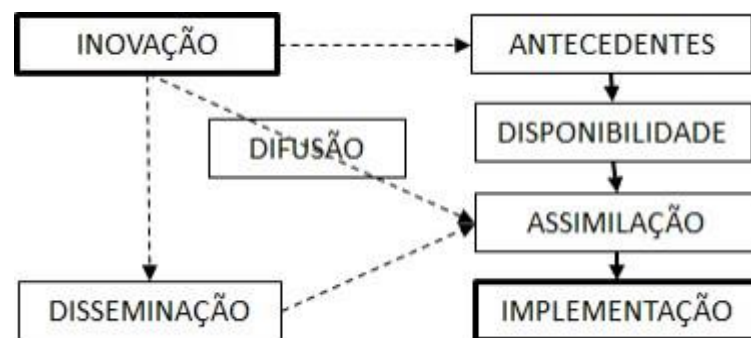 INOVAÇÃO
ANTECEDENTES
DISPONIBILIDADE
DIFUSÃO
ASSIMILAÇÃO
DISSEMINAÇÃO
IMPLEMENTAÇÃO